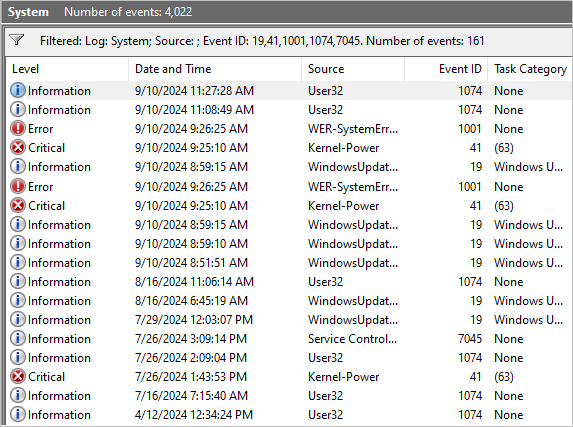 System Number of events: 4,022
Filtered: Log: System; Source: ; Event ID: 19,41,1001,1074,7045. Number of events: 161
Level Date and Time Source Event ID Task Category
Information 9/10/2024 11:27:28 AM User32 1074 None
Information 9/10/2024 11:08:49 AM User32 1074 None
Error 9/10/2024 9:26:25 AM WER-SystemErr... 1001 None
Critical 9/10/2024 9:25:10 AM Kernel-Power 41 (63)
Information 9/10/2024 8:59:15 AM WindowsUpdat... 19 Windows U...
Error 9/10/2024 9:26:25 AM WER-SystemErr... 1001 None
Critical 9/10/2024 9:25:10 AM Kernel-Power 41 (63)
Information 9/10/2024 8:59:15 AM WindowsUpdat... 19 Windows U...
Information 9/10/2024 8:59:10 AM WindowsUpdat... 19 Windows U...
Information 9/10/2024 8:51:51 AM WindowsUpdat... 19 Windows U...
Information 8/16/2024 11:06:14 AM User32 1074 None
Information 8/16/2024 6:45:19 AM WindowsUpdat... 19 Windows U...
Information 7/29/2024 12:03:07 PM WindowsUpdat... 19 Windows U...
Information 7/26/2024 3:09:14 PM Service Control... 7045 None
Information 7/26/2024 2:09:04 PM User32 1074 None
Critical 7/26/2024 1:43:53 PM Kernel-Power 41 (63)
Information 7/16/2024 7:15:40 AM User32 1074 None
Information 4/12/2024 12:34:24 PM User32 1074 None